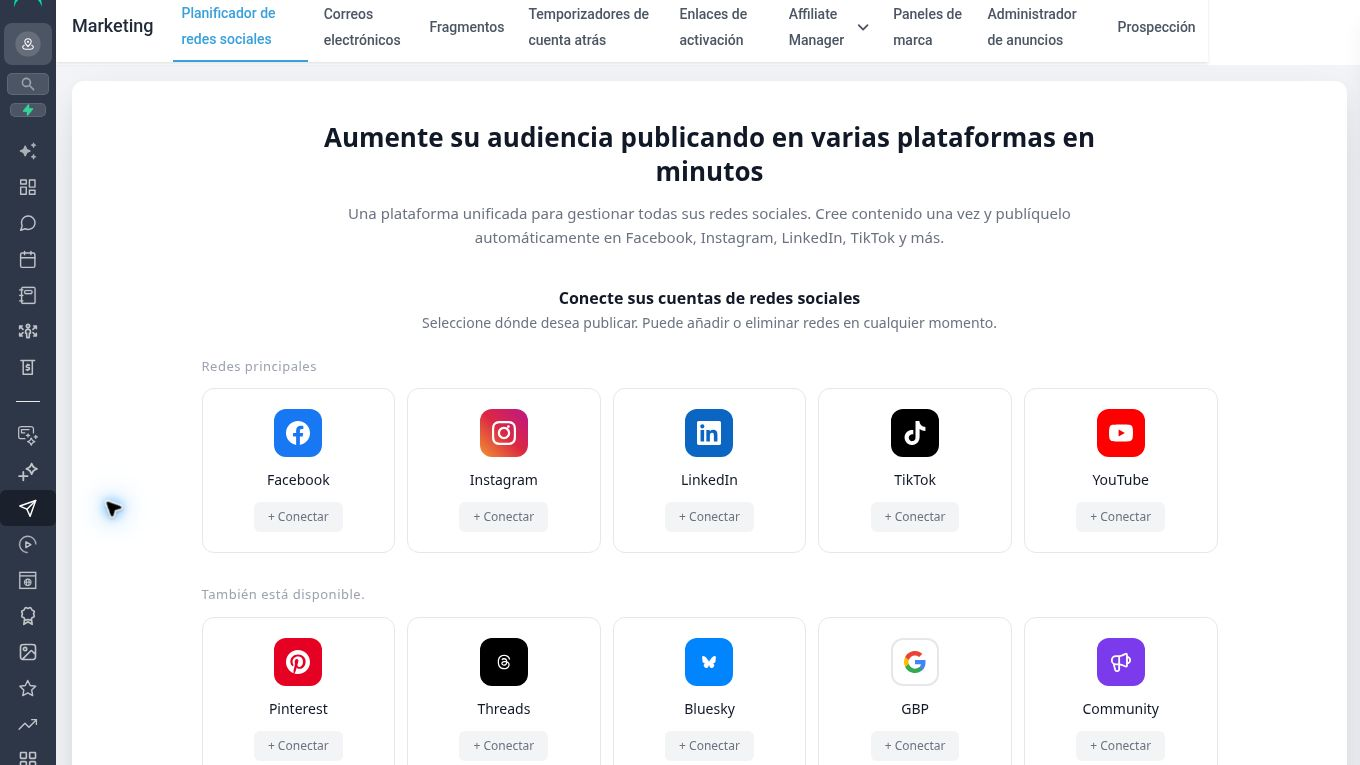 Marketing
Planificador de
redes sociales
Correos
electrónicos
Fragmentos
Temporizadores de
cuenta atrás
Enlaces de
activación
Affiliate
Manager
Paneles de
marca
Administrador
de anuncios
Prospección
Aumente su audiencia publicando en varias plataformas en
minutos
Una plataforma unificada para gestionar todas sus redes sociales. Cree contenido una vez y publíquelo
automáticamente en Facebook, Instagram, LinkedIn, TikTok y más.
Conecte sus cuentas de redes sociales
Seleccione dónde desea publicar. Puede añadir o eliminar redes en cualquier momento.
Redes principales
Facebook
Instagram
LinkedIn
TikTok
YouTube
+ Conectar
+ Conectar
+ Conectar
+ Conectar
+ Conectar
También está disponible.
Pinterest
Threads
Bluesky
GBP
Community
+ Conectar
+ Conectar
+ Conectar
+ Conectar
+ Conectar